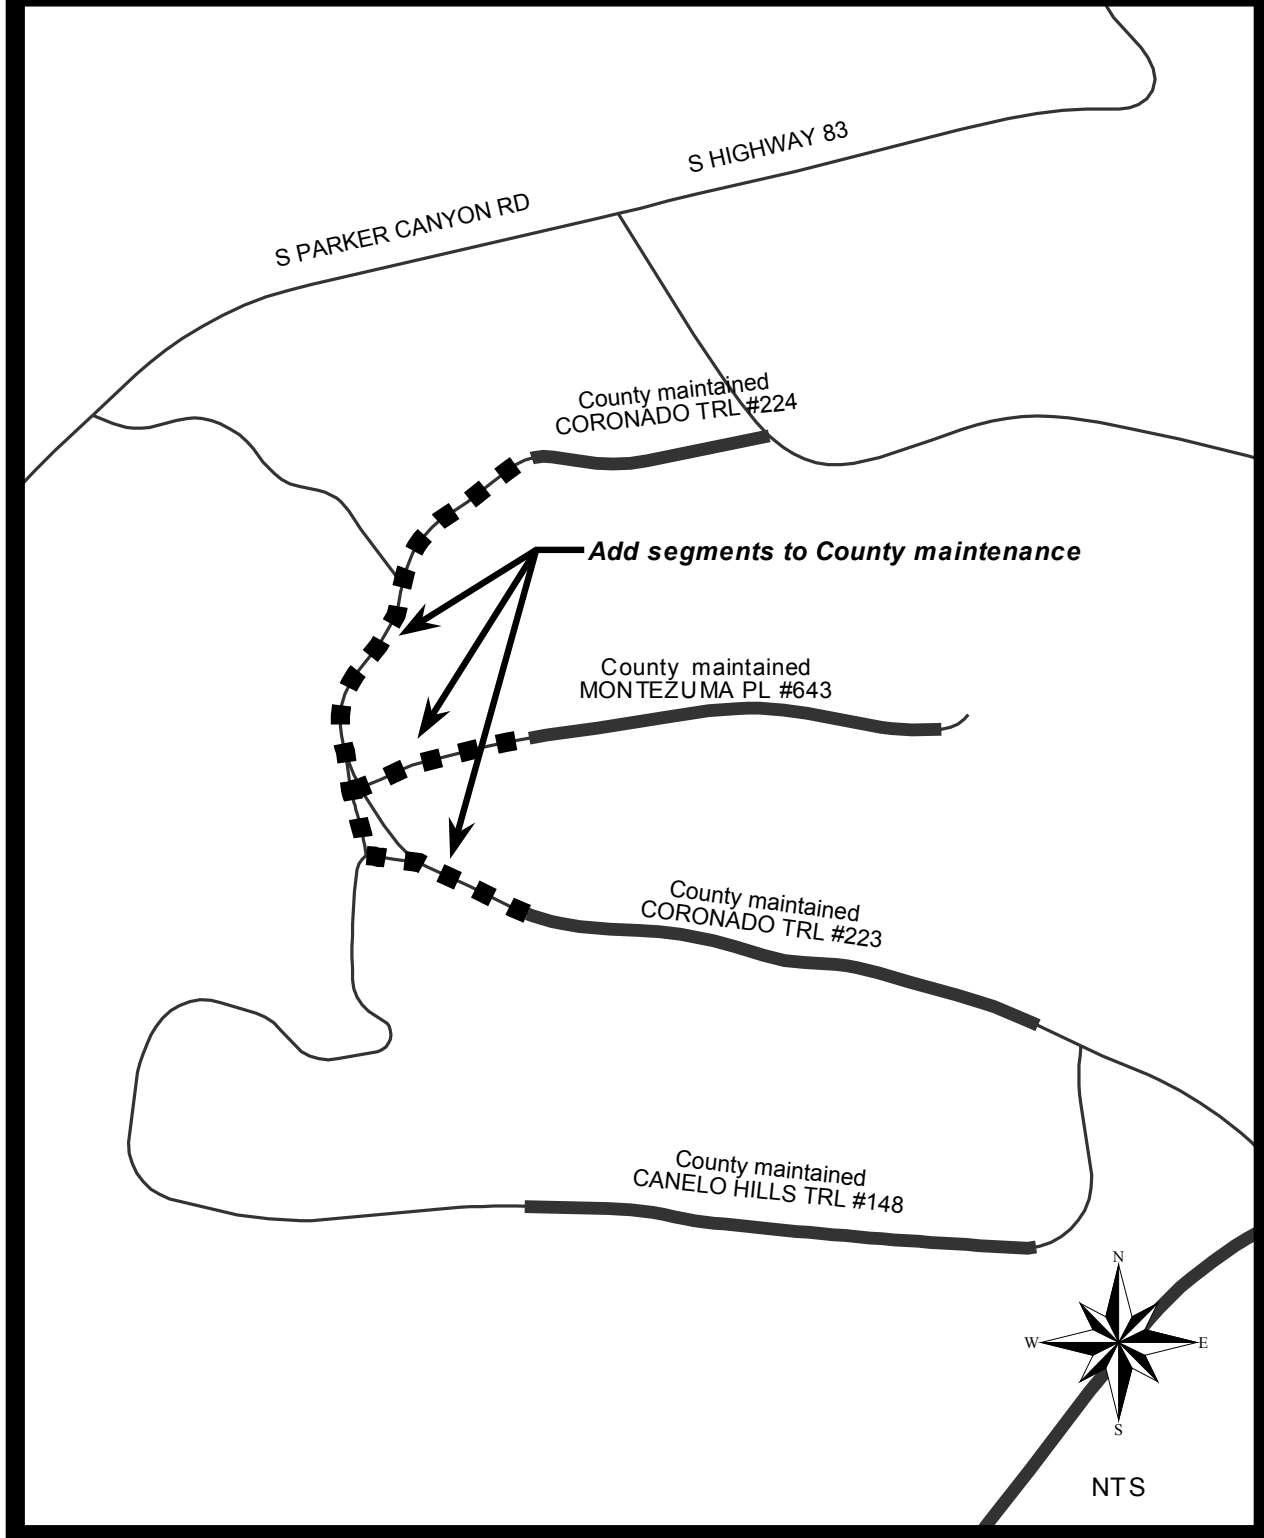 S HIGHWAY 83
S PARKER CANYON RD
County maintained
CORONADO TRL #224
Add segments to County maintenance
County maintained
MONTEZUMA PL #643
County maintained
CORONADO TRL #223
County maintained
CANELO HILLS TRL #148
N
W
E
S
NTS